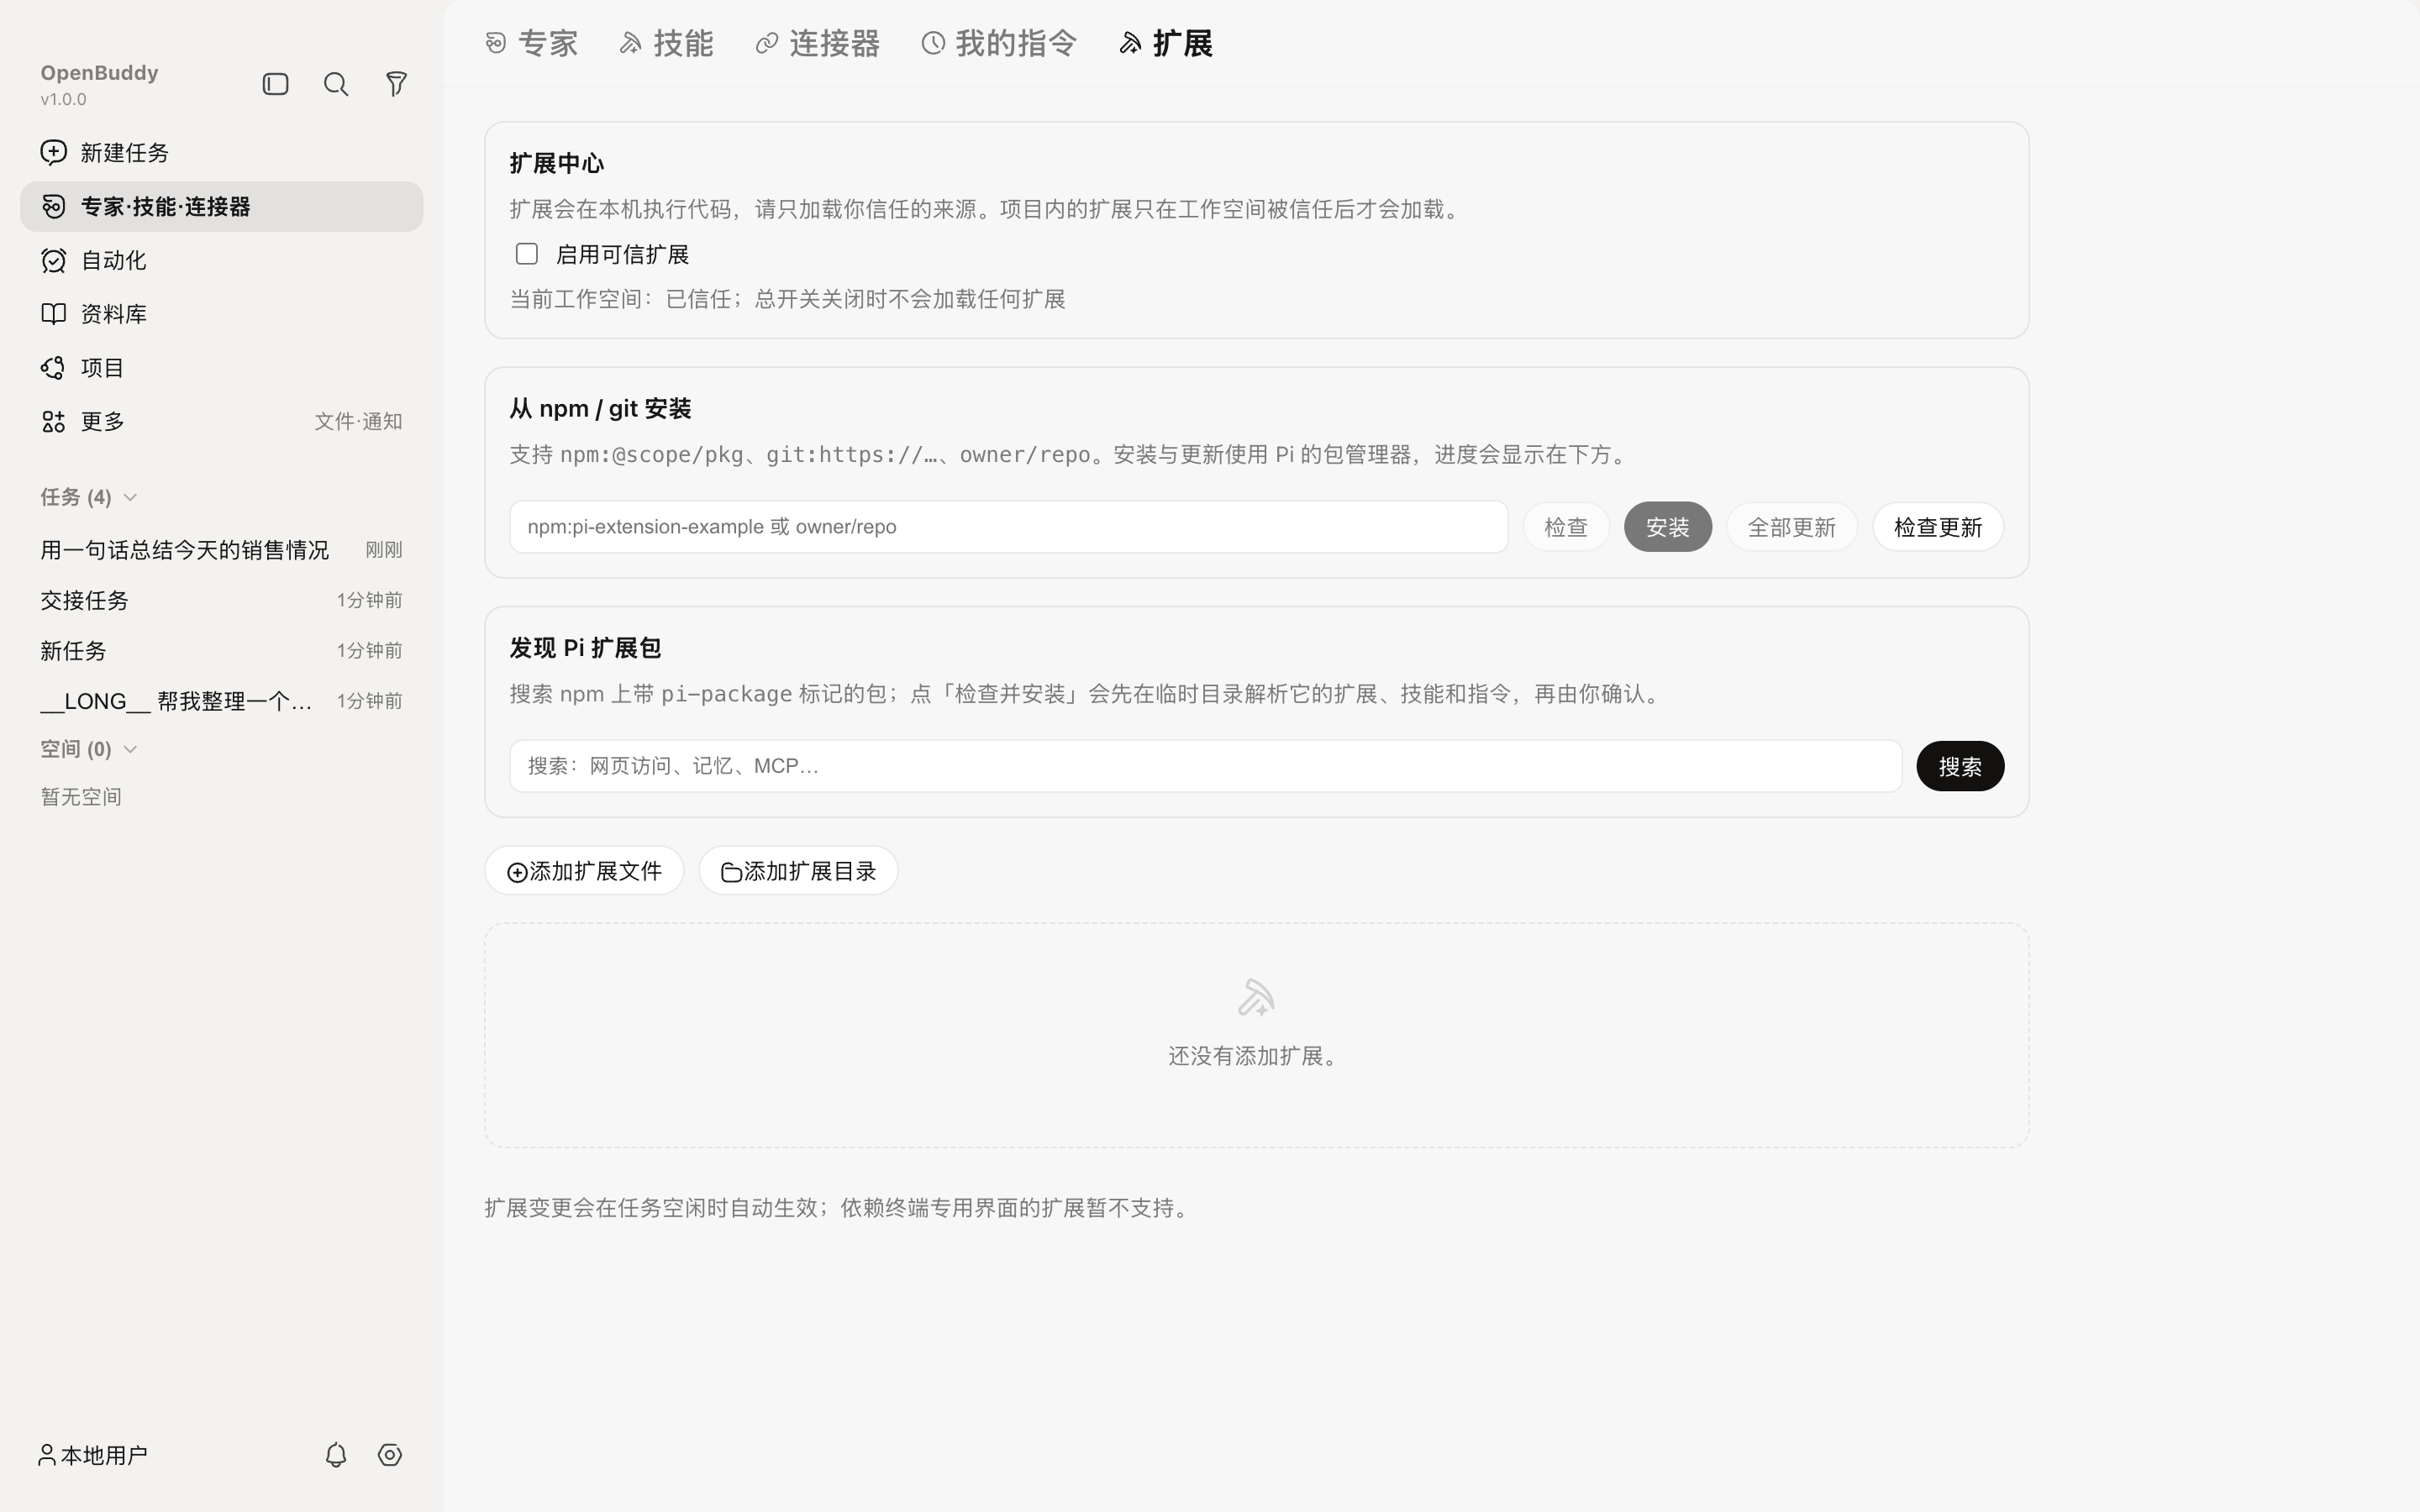 OpenBuddy
v1.0.0
新建任务
专家·技能·连接器
自动化
资料库
项目
更多 文件·通知
任务 (4)
用一句话总结今天的销售情况 刚刚
交接任务 1分钟前
新任务 1分钟前
__LONG__ 帮我整理一个… 1分钟前
空间 (0)
暂无空间
本地用户
专家 技能 连接器 我的指令 扩展
扩展中心
扩展会在本机执行代码，请只加载你信任的来源。项目内的扩展只在工作空间被信任后才会加载。
启用可信扩展
当前工作空间：已信任；总开关关闭时不会加载任何扩展
从 npm / git 安装
支持 npm:@scope/pkg、git:https://…、owner/repo。安装与更新使用 Pi 的包管理器，进度会显示在下方。
npm:pi-extension-example 或 owner/repo 检查 安装 全部更新 检查更新
发现 Pi 扩展包
搜索 npm 上带 pi-package 标记的包；点「检查并安装」会先在临时目录解析它的扩展、技能和指令，再由你确认。
搜索：网页访问、记忆、MCP… 搜索
添加扩展文件 添加扩展目录
还没有添加扩展。
扩展变更会在任务空闲时自动生效；依赖终端专用界面的扩展暂不支持。